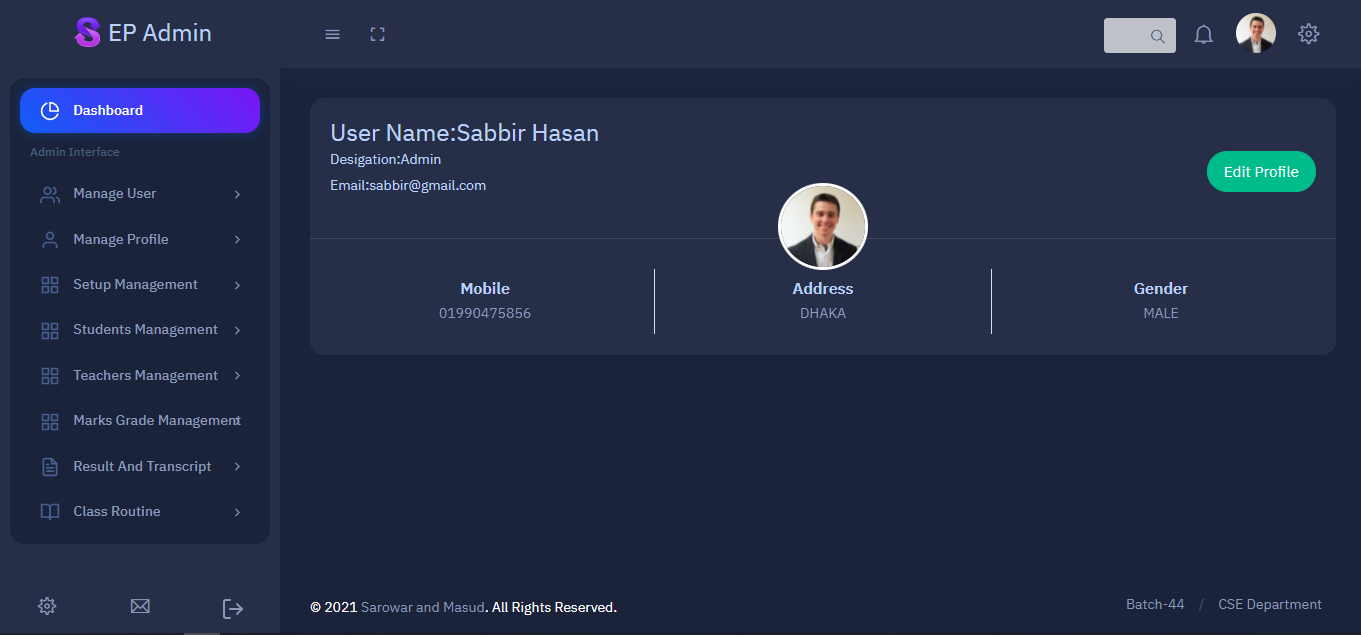 EP Admin
Dashboard
Admin Interface
Manage User
Manage Profile
Setup Management
Students Management
Teachers Management
Marks Grade Management
Result And Transcript
Class Routine
User Name:Sabbir Hasan
Desigation:Admin
Email:sabbir@gmail.com
Edit Profile
Mobile
01990475856
Address
DHAKA
Gender
MALE
© 2021 Sarowar and Masud. All Rights Reserved.
Batch-44 / CSE Department